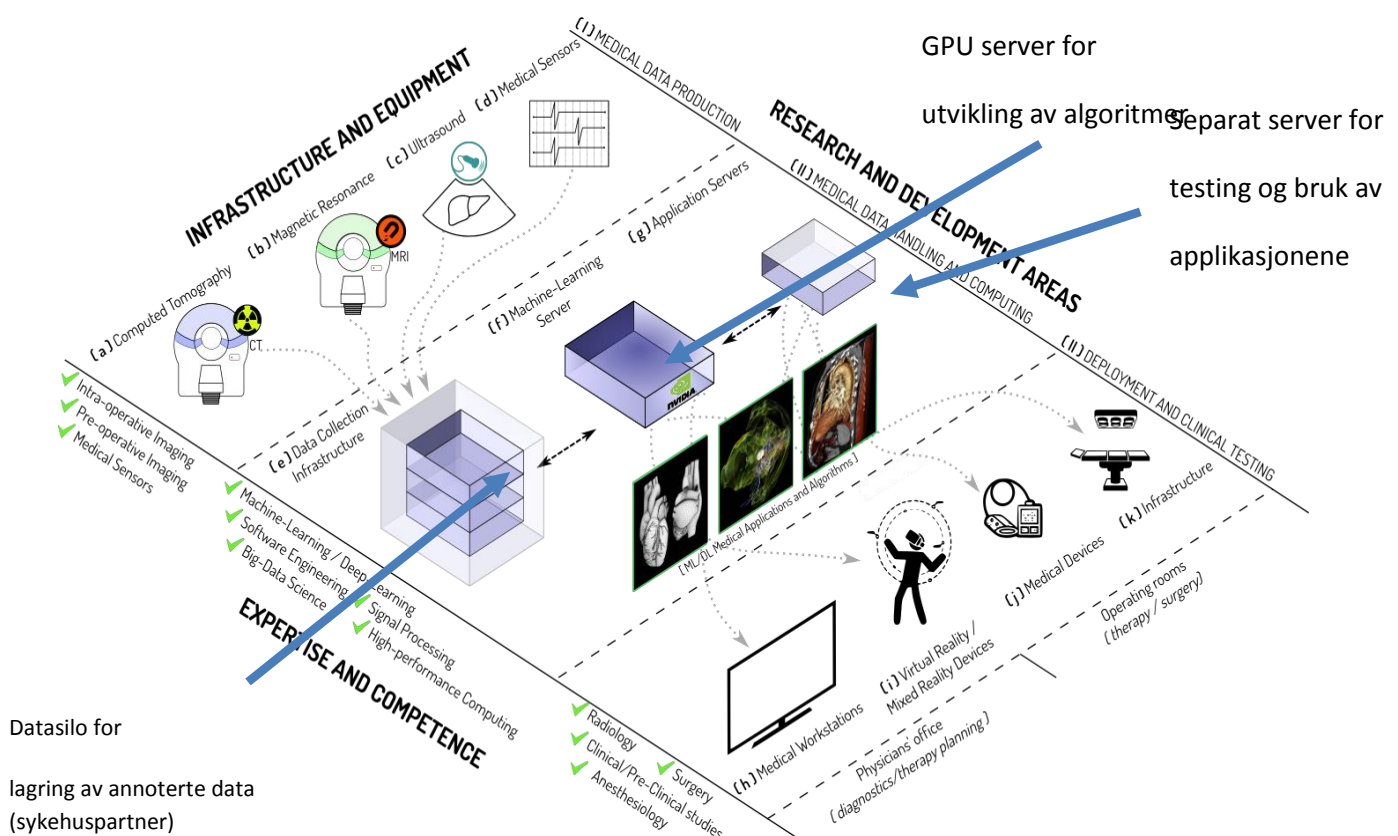 GPU server for
utvikling av algoritmer
Separat server for
testing og bruk av
applikasjonene
INFRASTRUCTURE AND EQUIPMENT
RESEARCH AND DEVELOPMENT AREAS
(I) MEDICAL DATA PRODUCTION
(II) MEDICAL DATA HANDLING AND COMPUTING
(II) DEPLOYMENT AND CLINICAL TESTING
(a) Computed Tomography
CT
(b) Magnetic Resonance
MRI
(c) Ultrasound
(d) Medical Sensors
(e) Data Collection
Infrastructure
(f) Machine-Learning
Server
(g) Application Servers
nVIDIA
[ML/DL Medical Applications and Algorithms]
(h) Medical Workstations
(i) Virtual Reality /
Mixed Reality Devices
(j) Medical Devices
(k) Infrastructure
Physicians' office
(diagnostics/therapy planning)
Operating rooms
(therapy / surgery)
Intra-operative Imaging
Pre-operative Imaging
Medical Sensors
Machine-Learning / Deep Learning
Software Engineering
Big-Data Science
Signal Processing
High-performance Computing
Radiology
Clinical/Pre-Clinical studies
Anesthesiology
Surgery
EXPERTISE AND COMPETENCE
Datasilo for
lagring av annoterte data
(sykehuspartner)